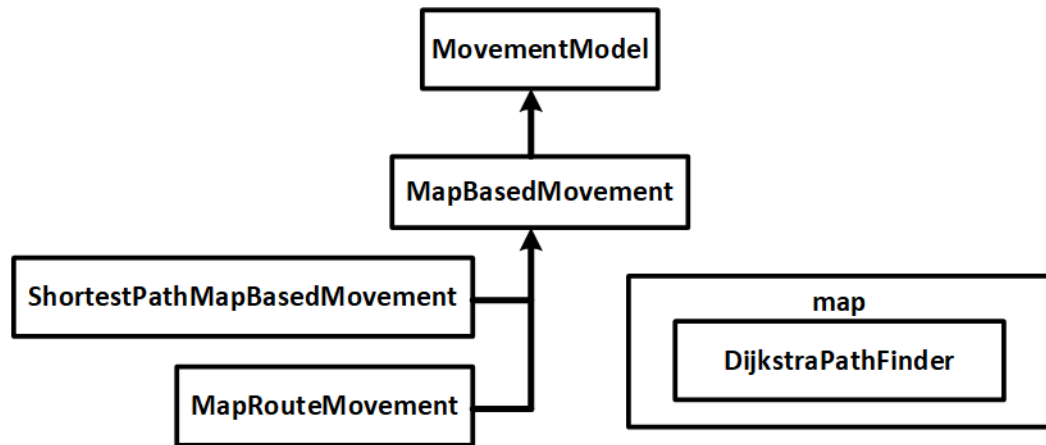 MovementModel
MapBasedMovement
ShortestPathMapBasedMovement
map
DijkstraPathFinder
MapRouteMovement